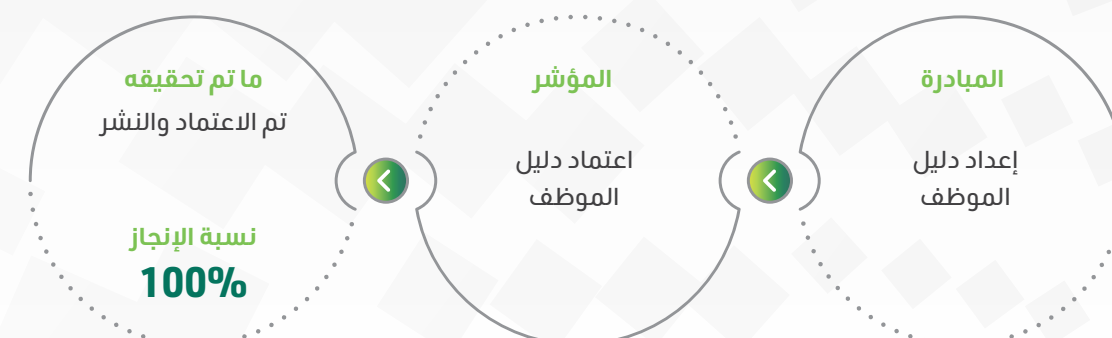 المبادرة
إعداد دليل
الموظف
المؤشر
اعتماد دليل
الموظف
ما تم تحقيقه
تم الاعتماد والنشر
نسبة الإنجاز
100%